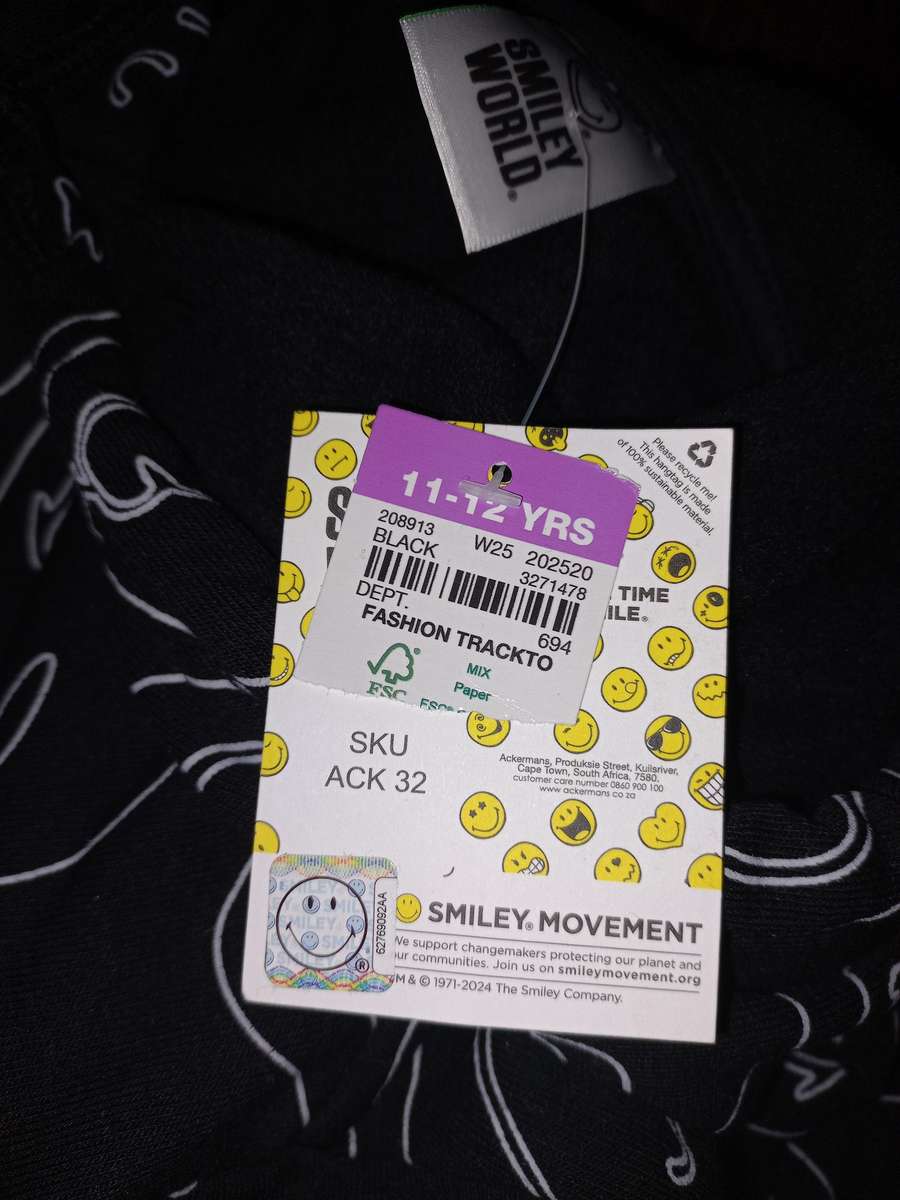 SMILEY
WORLD®
Please recycle me!
This hangtag is made
of 100% sustainable material.
11-12 YRS
208913 W25 202520
BLACK 3271478
DEPT. 694
FASHION TRACKTO
FSC
MIX
Paper
FSC®
TIME
SKU
ACK 32
Ackermans, Produksie Street, Kuilsriver,
Cape Town, South Africa, 7580.
customer care number 0860 900 100
www.ackermans co za
62769092AA
SMILEY® MOVEMENT
We support changemakers protecting our planet and
our communities. Join us on smileymovement.org
TM & © 1971-2024 The Smiley Company.